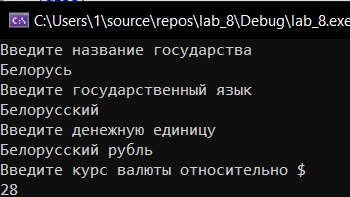 C:\Users\1\source\repos\lab_8\Debug\lab_8.exe
Введите название государства
Белорусь
Введите государственный язык
Белорусский
Введите денежную единицу
Белорусский рубль
Введите курс валюты относительно $
28